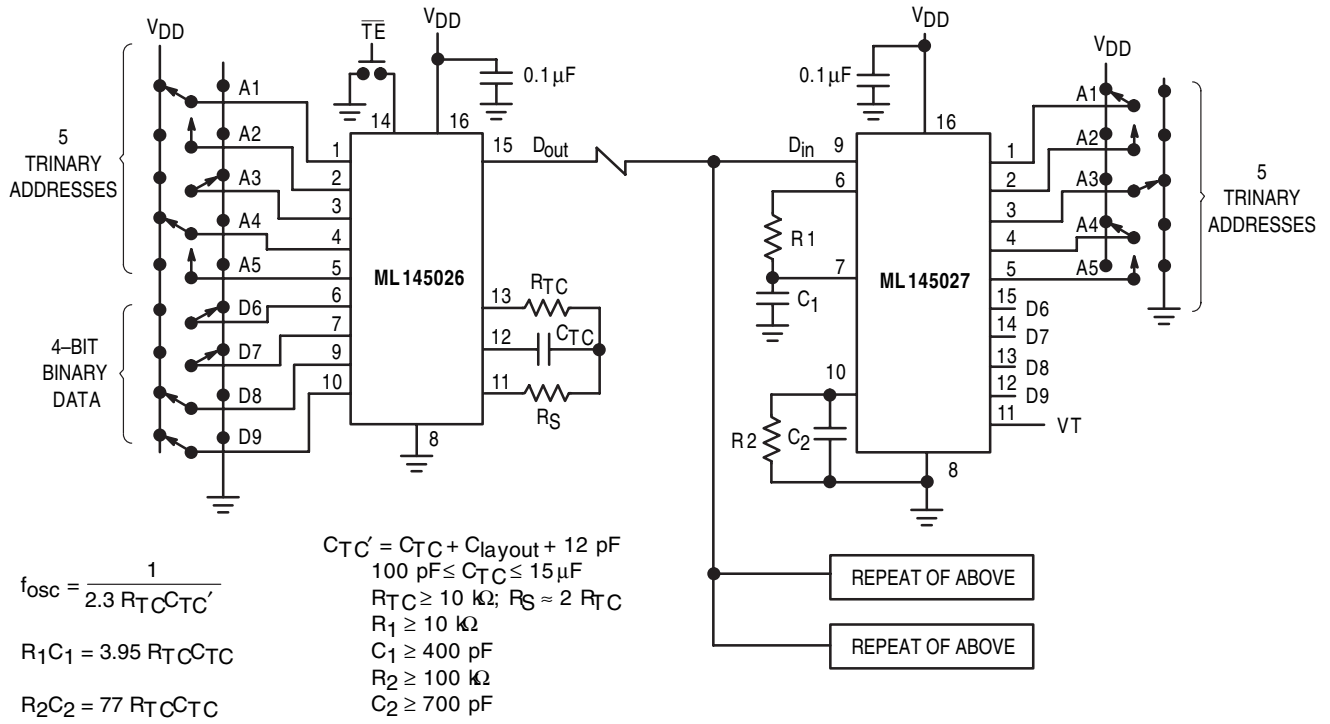 VDD
TE
VDD
0.1 µF
5
TRINARY
ADDRESSES
4–BIT
BINARY
DATA
A1
A2
A3
A4
A5
D6
D7
D8
D9
14
16
1
2
3
4
5
6
7
9
10
ML145026
15
Dout
13
RTC
12
CTC
11
RS
8
VDD
0.1 µF
16
Din
9
6
R1
7
C1
10
R2
C2
ML145027
8
1
2
3
4
5
15
D6
14
D7
13
D8
12
D9
11
VT
VDD
A1
A2
A3
A4
A5
5
TRINARY
ADDRESSES
REPEAT OF ABOVE
REPEAT OF ABOVE
fosc = 1 / 2.3 RTCCTC′
R1C1 = 3.95 RTCCTC
R2C2 = 77 RTCCTC
CTC′ = CTC + Clayout + 12 pF
100 pF ≤ CTC ≤ 15 µF
RTC ≥ 10 kΩ; RS ≈ 2 RTC
R1 ≥ 10 kΩ
C1 ≥ 400 pF
R2 ≥ 100 kΩ
C2 ≥ 700 pF